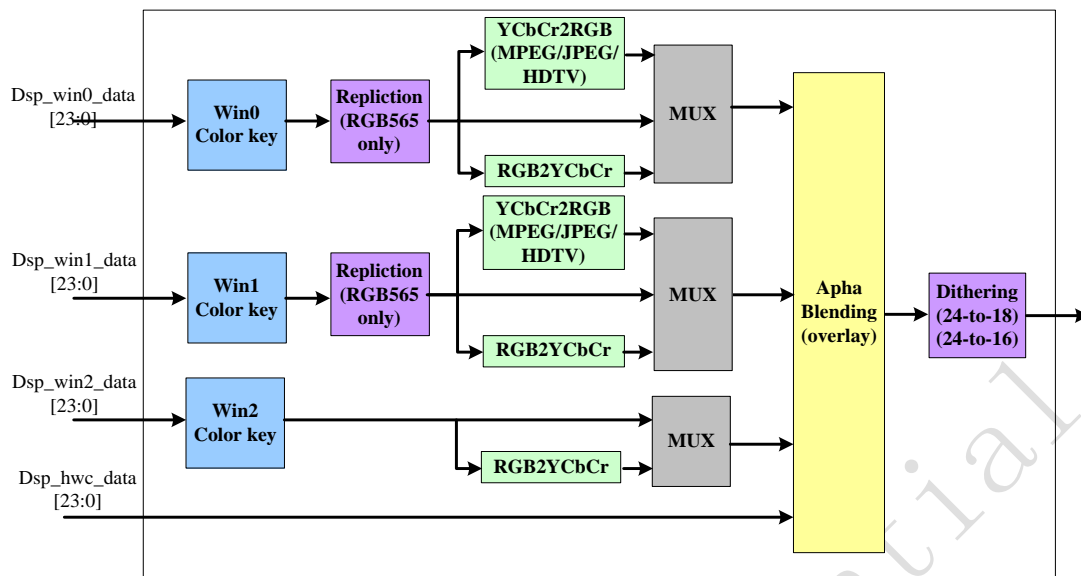 Dsp_win0_data
[23:0]
Win0
Color key
Repliction
(RGB565
only)
YCbCr2RGB
(MPEG/JPEG/
HDTV)
RGB2YCbCr
MUX
Dsp_win1_data
[23:0]
Win1
Color key
Repliction
(RGB565
only)
YCbCr2RGB
(MPEG/JPEG/
HDTV)
RGB2YCbCr
MUX
Dsp_win2_data
[23:0]
Win2
Color key
RGB2YCbCr
MUX
Dsp_hwc_data
[23:0]
Apha
Blending
(overlay)
Dithering
(24-to-18)
(24-to-16)
ntial